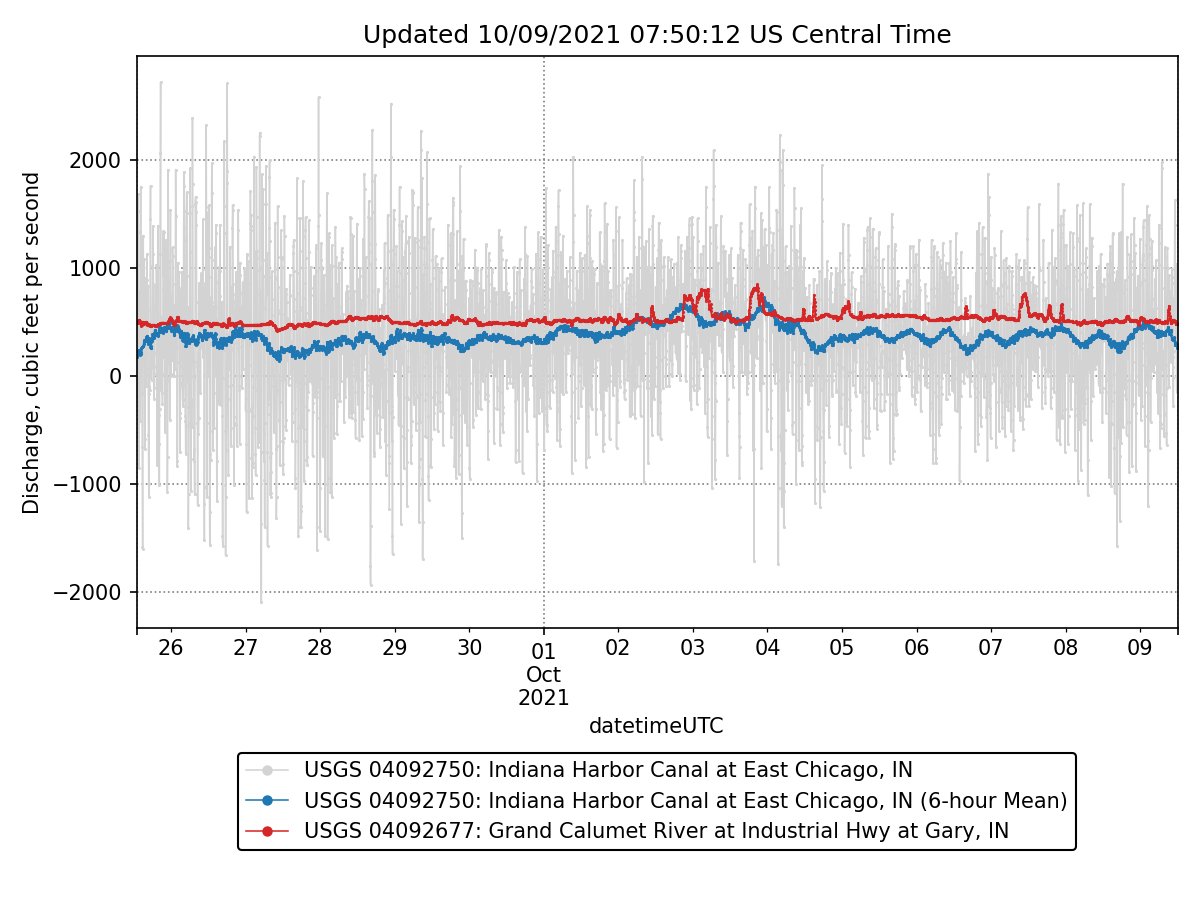 Updated 10/09/2021 07:50:12 US Central Time
Discharge, cubic feet per second
2000
1000
0
−1000
−2000
26 27 28 29 30 01 02 03 04 05 06 07 08 09
Oct
2021
datetimeUTC
USGS 04092750: Indiana Harbor Canal at East Chicago, IN
USGS 04092750: Indiana Harbor Canal at East Chicago, IN (6-hour Mean)
USGS 04092677: Grand Calumet River at Industrial Hwy at Gary, IN